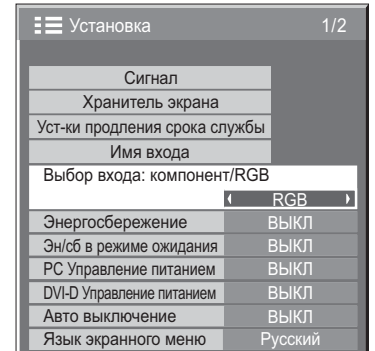 Установка 1/2
Сигнал
Хранитель экрана
Уст-ки продления срока службы
Имя входа
Выбор входа: компонент/RGB
RGB
Энергосбережение ВЫКЛ
Эн/сб в режиме ожидания ВЫКЛ
PC Управление питанием ВЫКЛ
DVI-D Управление питанием ВЫКЛ
Авто выключение ВЫКЛ
Язык экранного меню Русский